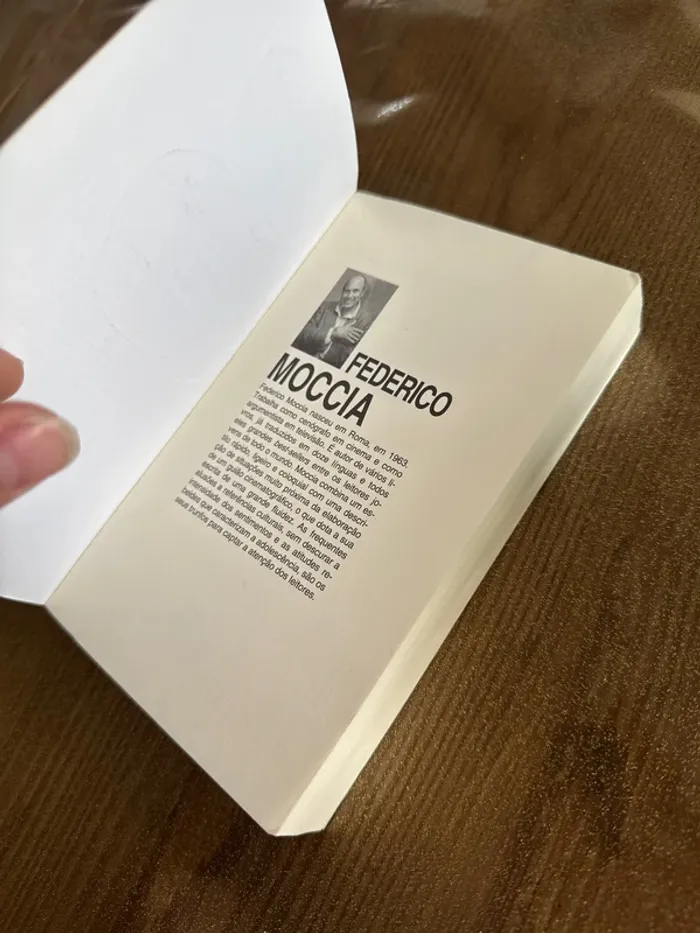 FEDERICO
MOCCIA
Federico Moccia nasceu em Roma, em 1963.
Trabalha como cenógrafo em cinema e como
argumentista em televisão. É autor de vários li-
vros, já traduzidos em doze línguas e todos
eles grandes best-sellers entre os leitores jo-
vens de todo o mundo. Moccia combina um es-
tilo rápido, ligeiro e coloquial com uma descri-
ção de situações muito próxima da elaboração
de um guião cinematográfico, o que dota a sua
escrita de uma grande fluidez. As frequentes
alusões a referências culturais, sem descurar a
intensidade dos sentimentos e as atitudes re-
beldes que caracterizam a adolescência, são os
seus trunfos para captar a atenção dos leitores.